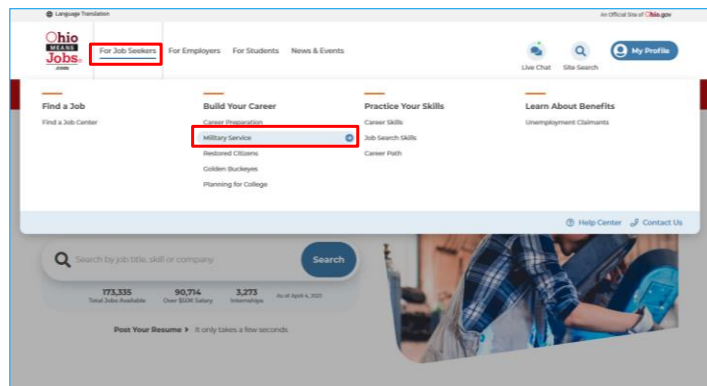 Language Translation
An Official Site of Ohio.gov
Ohio
MEANS
Jobs.
.com
For Job Seekers
For Employers
For Students
News & Events
Live Chat
Site Search
My Profile
Find a Job
Find a Job Center
Build Your Career
Career Preparation
Military Service
Restored Citizens
Golden Buckeyes
Planning for College
Practice Your Skills
Career Skills
Job Search Skills
Career Path
Learn About Benefits
Unemployment Claimants
Help Center
Contact Us
Search by job title, skill or company
Search
173,335
Total Jobs Available
90,714
Over $50K Salary
3,273
Internships
As of April 4, 2023
Post Your Resume > It only takes a few seconds